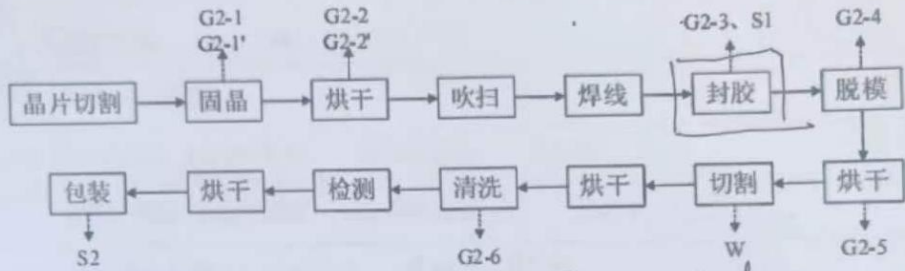 G2-1
G2-1'
G2-2
G2-2'
G2-3、S1
G2-4
晶片切割
固晶
烘干
吹扫
焊线
封胶
脱模
包装
烘干
检测
清洗
烘干
切割
烘干
S2
G2-6
W
G2-5